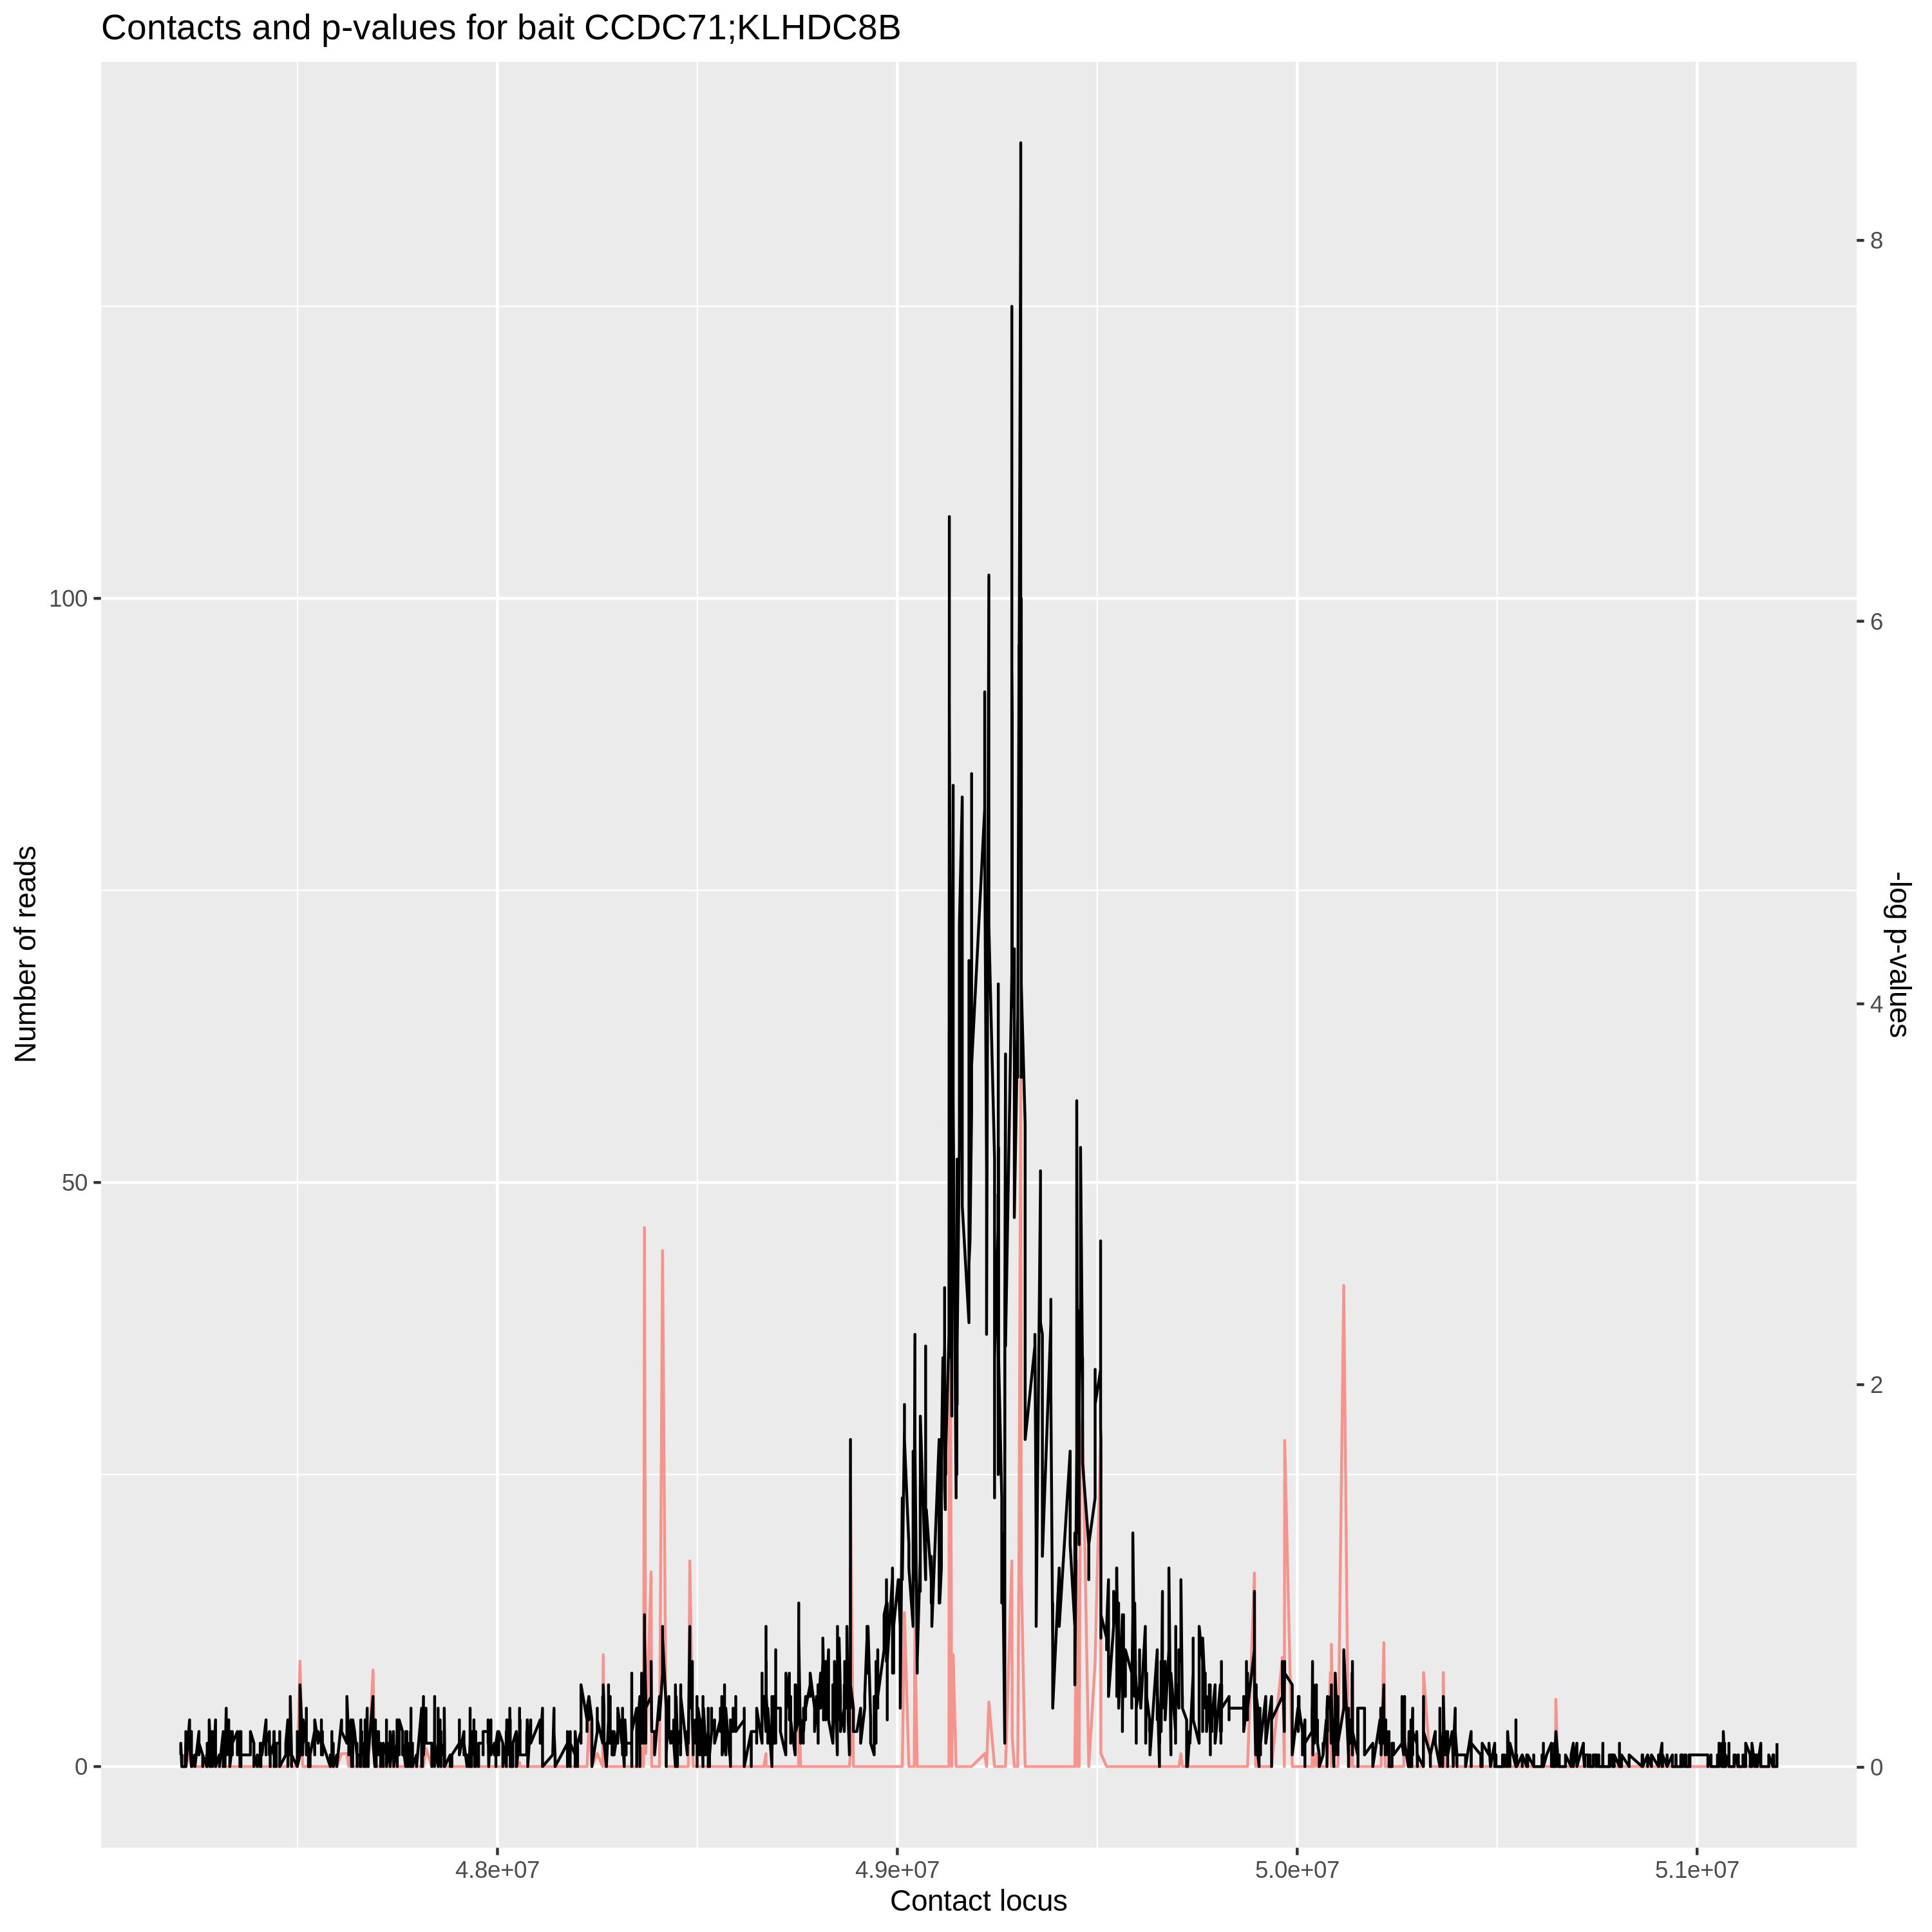 Contacts and p-values for bait CCDC71;KLHDC8B
Number of reads
100
50
0
8
6
4
2
0
-log p-values
4.8e+07 4.9e+07 5.0e+07 5.1e+07
Contact locus